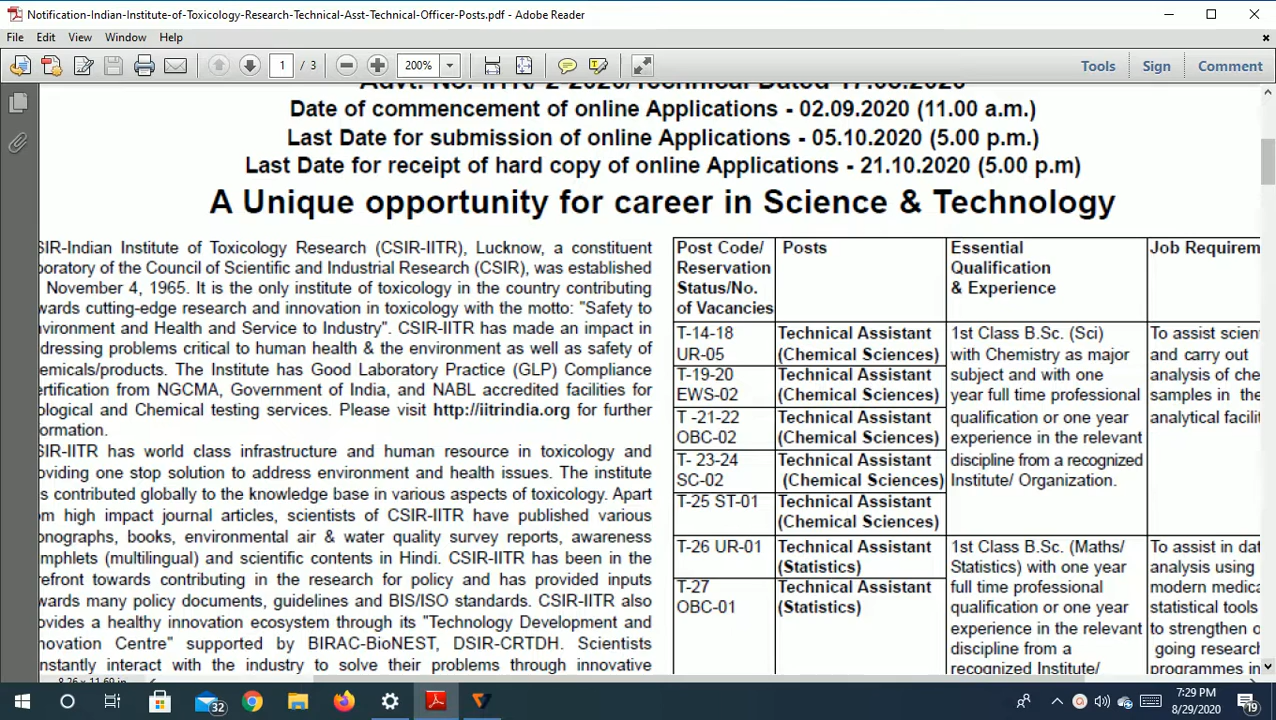 Notification-Indian-Institute-of-Toxicology-Research-Technical-Asst-Technical-Officer-Posts.pdf - Adobe Reader
File Edit View Window Help
1 / 3 200% Tools Sign Comment
Advt. No. IITR/ 2-2020/Technical Dated 17.08.2020
Date of commencement of online Applications - 02.09.2020 (11.00 a.m.)
Last Date for submission of online Applications - 05.10.2020 (5.00 p.m.)
Last Date for receipt of hard copy of online Applications - 21.10.2020 (5.00 p.m)
A Unique opportunity for career in Science & Technology
SIR-Indian Institute of Toxicology Research (CSIR-IITR), Lucknow, a constituent
boratory of the Council of Scientific and Industrial Research (CSIR), was established
November 4, 1965. It is the only institute of toxicology in the country contributing
wards cutting-edge research and innovation in toxicology with the motto: "Safety to
nvironment and Health and Service to Industry". CSIR-IITR has made an impact in
ddressing problems critical to human health & the environment as well as safety of
emicals/products. The Institute has Good Laboratory Practice (GLP) Compliance
ertification from NGCMA, Government of India, and NABL accredited facilities for
ological and Chemical testing services. Please visit http://iitrindia.org for further
ormation.
SIR-IITR has world class infrastructure and human resource in toxicology and
oviding one stop solution to address environment and health issues. The institute
s contributed globally to the knowledge base in various aspects of toxicology. Apart
om high impact journal articles, scientists of CSIR-IITR have published various
onographs, books, environmental air & water quality survey reports, awareness
mphlets (multilingual) and scientific contents in Hindi. CSIR-IITR has been in the
refront towards contributing in the research for policy and has provided inputs
wards many policy documents, guidelines and BIS/ISO standards. CSIR-IITR also
ovides a healthy innovation ecosystem through its "Technology Development and
novation Centre" supported by BIRAC-BioNEST, DSIR-CRTDH. Scientists
nstantly interact with the industry to solve their problems through innovative
Post Code/ Posts Essential Job Requirem
Reservation Qualification
Status/No. & Experience
of Vacancies
T-14-18 Technical Assistant 1st Class B.Sc. (Sci) To assist scien
UR-05 (Chemical Sciences) with Chemistry as major and carry out
T-19-20 Technical Assistant subject and with one analysis of che
EWS-02 (Chemical Sciences) year full time professional samples in the
T -21-22 Technical Assistant qualification or one year analytical facilit
OBC-02 (Chemical Sciences) experience in the relevant
T- 23-24 Technical Assistant discipline from a recognized
SC-02 (Chemical Sciences) Institute/ Organization.
T-25 ST-01 Technical Assistant
(Chemical Sciences)
T-26 UR-01 Technical Assistant 1st Class B.Sc. (Maths/ To assist in dat
(Statistics) Statistics) with one year analysis using
T-27 Technical Assistant full time professional modern medica
OBC-01 (Statistics) qualification or one year statistical tools
experience in the relevant to strengthen o
discipline from a going research
recognized Institute/ programmes in
8.26 x 11.69 in
32
7:29 PM
8/29/2020
19